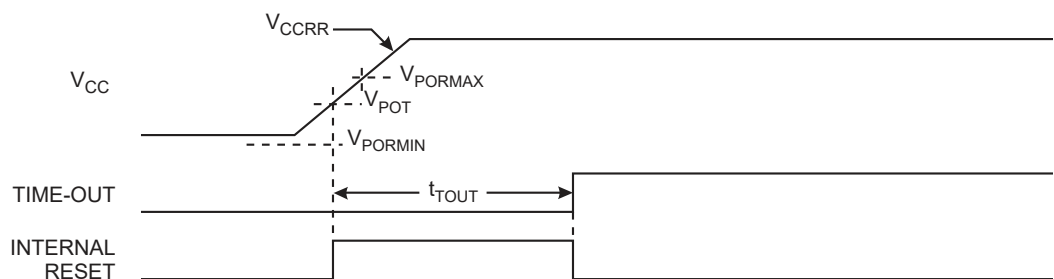 VCCRR
VCC
VPORMAX
VPOT
VPORMIN
TIME-OUT
tTOUT
INTERNAL
RESET